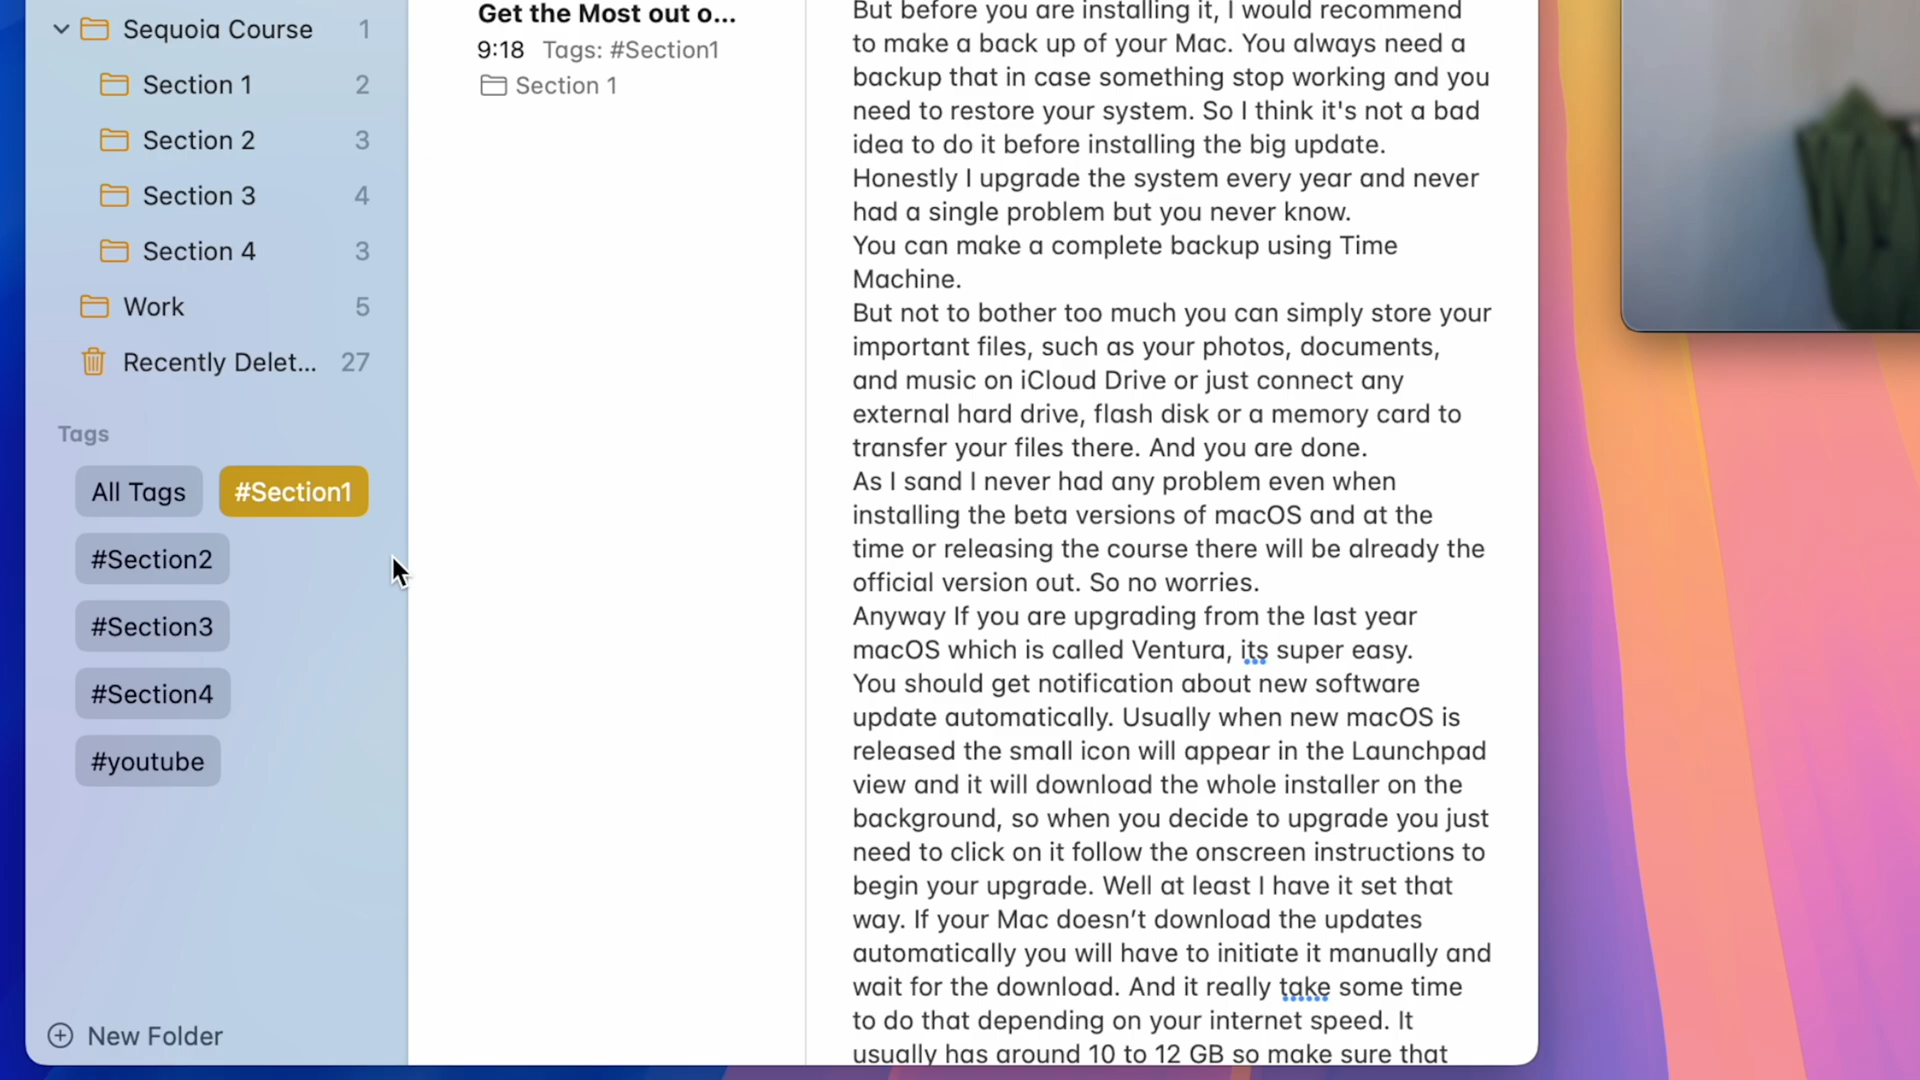 Sequoia Course 1
Section 1 2
Section 2 3
Section 3 4
Section 4 3
Work 5
Recently Delet... 27
Tags
All Tags #Section1
#Section2
#Section3
#Section4
#youtube
New Folder
Get the Most out o...
9:18 Tags: #Section1
Section 1
But before you are installing it, I would recommend
to make a back up of your Mac. You always need a
backup that in case something stop working and you
need to restore your system. So I think it's not a bad
idea to do it before installing the big update.
Honestly I upgrade the system every year and never
had a single problem but you never know.
You can make a complete backup using Time
Machine.
But not to bother too much you can simply store your
important files, such as your photos, documents,
and music on iCloud Drive or just connect any
external hard drive, flash disk or a memory card to
transfer your files there. And you are done.
As I sand I never had any problem even when
installing the beta versions of macOS and at the
time or releasing the course there will be already the
official version out. So no worries.
Anyway If you are upgrading from the last year
macOS which is called Ventura, its super easy.
You should get notification about new software
update automatically. Usually when new macOS is
released the small icon will appear in the Launchpad
view and it will download the whole installer on the
background, so when you decide to upgrade you just
need to click on it follow the onscreen instructions to
begin your upgrade. Well at least I have it set that
way. If your Mac doesn’t download the updates
automatically you will have to initiate it manually and
wait for the download. And it really take some time
to do that depending on your internet speed. It
usually has around 10 to 12 GB so make sure that